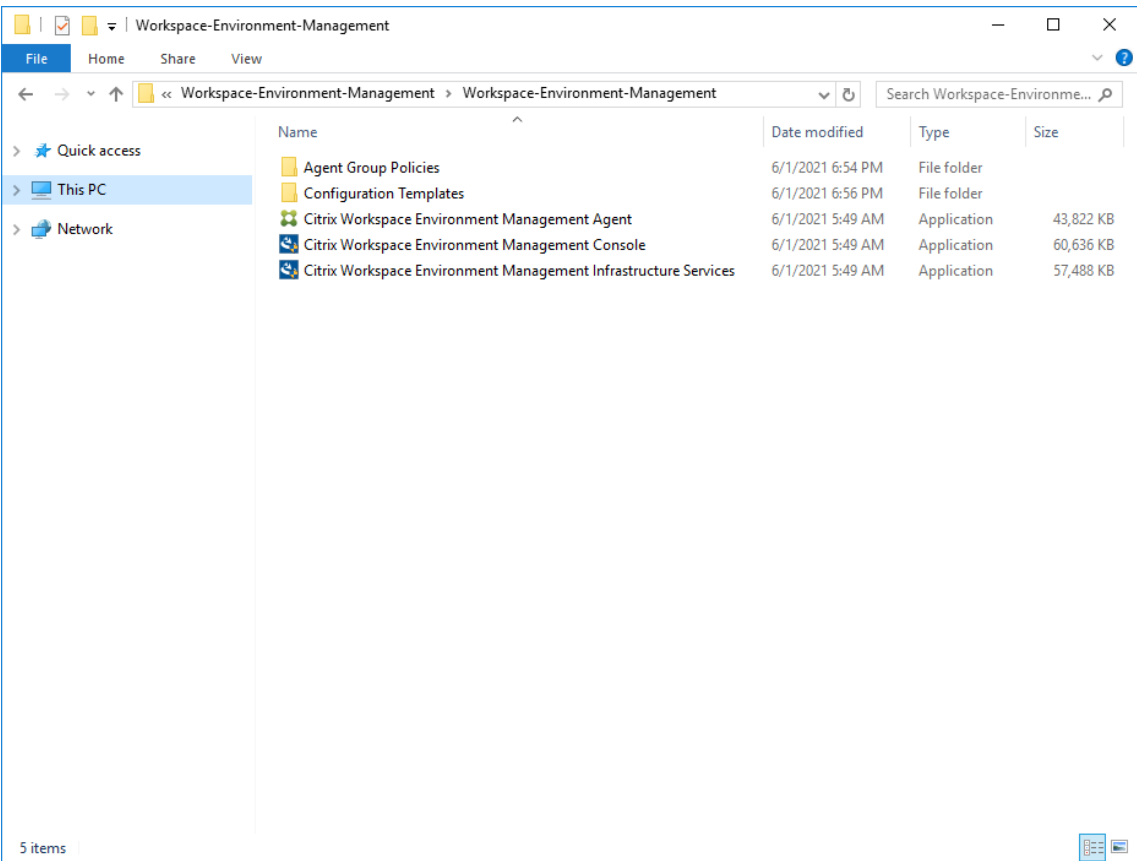 Workspace-Environment-Management
File Home Share View
« Workspace-Environment-Management › Workspace-Environment-Management Search Workspace-Environme...
Name Date modified Type Size
Quick access
This PC
Network
Agent Group Policies 6/1/2021 6:54 PM File folder
Configuration Templates 6/1/2021 6:56 PM File folder
Citrix Workspace Environment Management Agent 6/1/2021 5:49 AM Application 43,822 KB
Citrix Workspace Environment Management Console 6/1/2021 5:49 AM Application 60,636 KB
Citrix Workspace Environment Management Infrastructure Services 6/1/2021 5:49 AM Application 57,488 KB
5 items